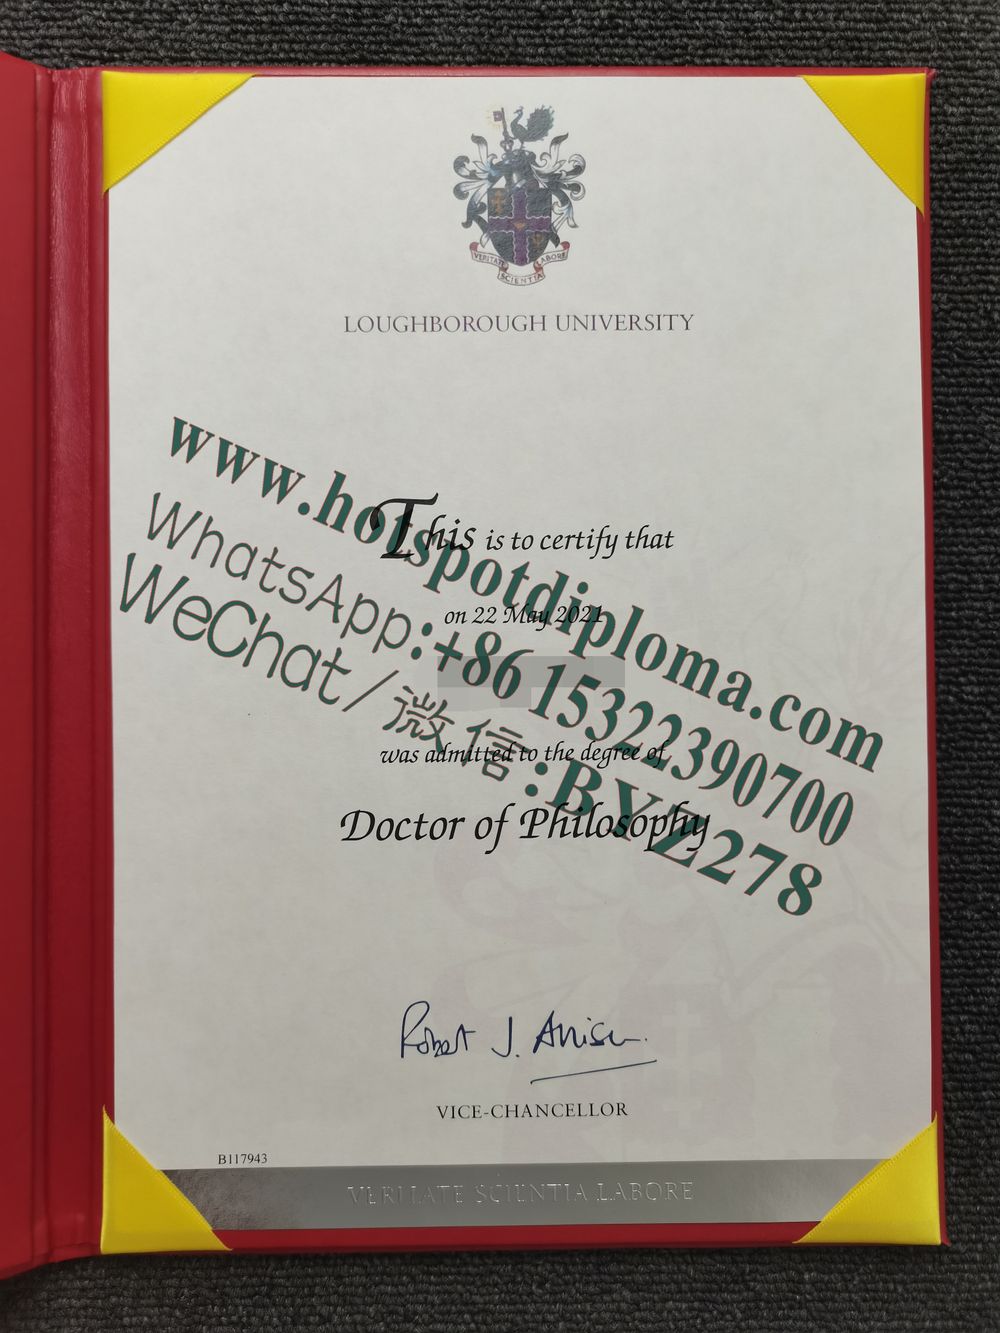 VERITATE
SCIENTIA
LABORE
LOUGHBOROUGH UNIVERSITY
www.hotspotdiploma.com
WhatsApp:+86 15322390700
WeChat/微信:BYZ278
This is to certify that
on 22 May 2021
was admitted to the degree of
Doctor of Philosophy
Robert J. Allison
VICE-CHANCELLOR
B117943
VERITATE SCIENTIA LABORE